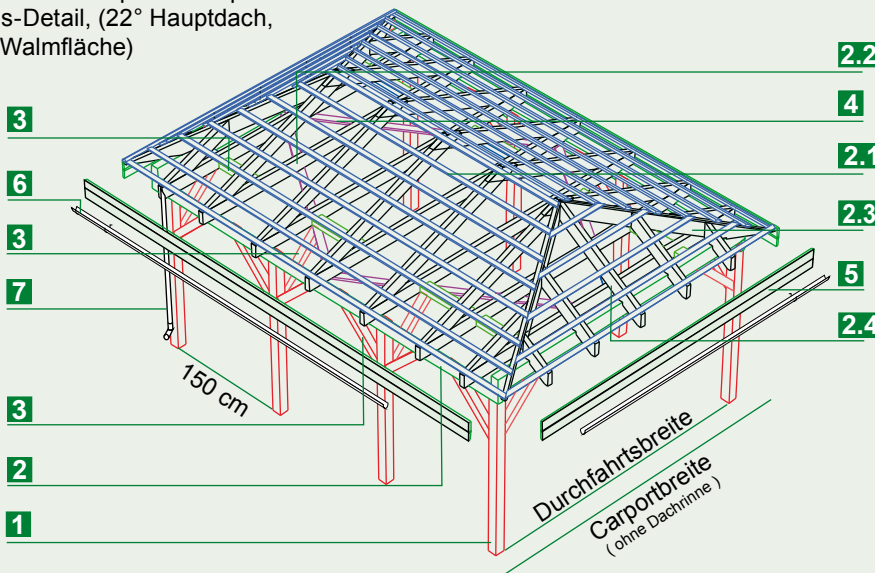 s-Detail, (22° Hauptdach,
Walmfläche)
2.2
3
4
2.1
6
2.3
3
5
7
2.4
150 cm
3
Durchfahrtsbreite
2
Carportbreite
( ohne Dachrinne )
1